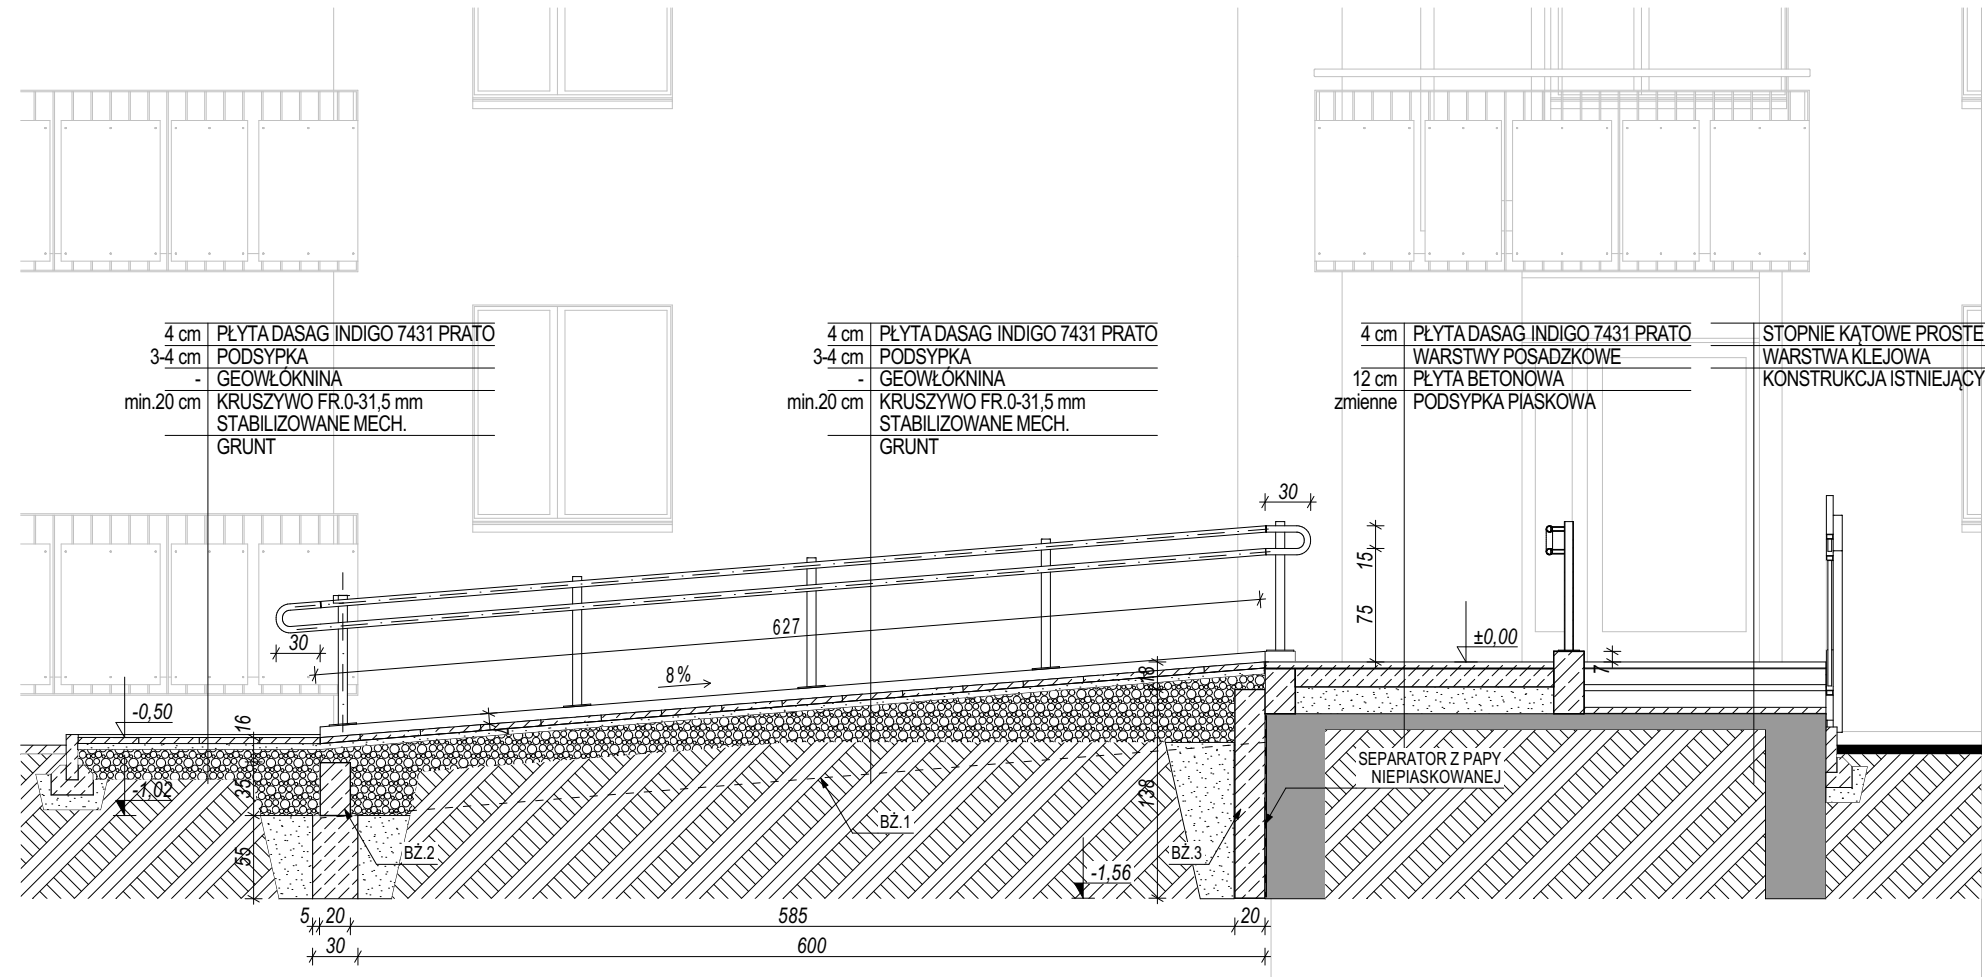 4 cm PŁYTA DASAG INDIGO 7431 PRATO
3-4 cm PODSYPKA
- GEOWŁÓKNINA
min.20 cm KRUSZYWO FR.0-31,5 mm
STABILIZOWANE MECH.
GRUNT
4 cm PŁYTA DASAG INDIGO 7431 PRATO
3-4 cm PODSYPKA
- GEOWŁÓKNINA
min.20 cm KRUSZYWO FR.0-31,5 mm
STABILIZOWANE MECH.
GRUNT
4 cm PŁYTA DASAG INDIGO 7431 PRATO
WARSTWY POSADZKOWE
12 cm PŁYTA BETONOWA
zmienne PODSYPKA PIASKOWA
STOPNIE KĄTOWE PROSTE
WARSTWA KLEJOWA
KONSTRUKCJA ISTNIEJĄCY
30
15
75
±0,00
7
627
30
8%
18
-0,50
16
-1,02
35
55
138
SEPARATOR Z PAPY
NIEPIASKOWANEJ
BŻ.1
BŻ.2
BŻ.3
-1,56
5 20 585 20
30 600